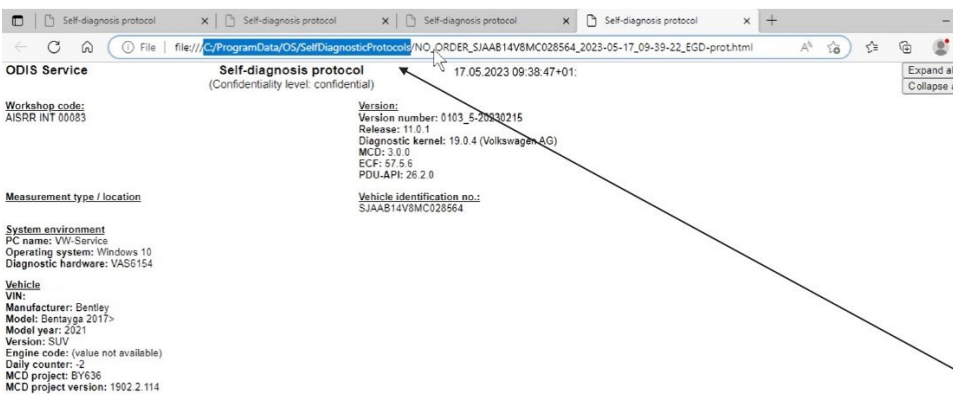 Self-diagnosis protocol
Self-diagnosis protocol
Self-diagnosis protocol
Self-diagnosis protocol
File | file:///C:/ProgramData/OS/SelfDiagnosticProtocols/NO_ORDER_SJAAB14V8MC028564_2023-05-17_09-39-22_EGD-prot.html
ODIS Service
Self-diagnosis protocol
17.05.2023 09:38:47+01:
(Confidentiality level: confidential)
Expand al
Collapse a
Workshop code:
AISRR INT 00083
Version:
Version number: 0103_5-20230215
Release: 11.0.1
Diagnostic kernel: 19.0.4 (Volkswagen AG)
MCD: 3.0.0
ECF: 57.5.6
PDU-API: 26.2.0
Measurement type / location
Vehicle identification no.:
SJAAB14V8MC028564
System environment
PC name: VW-Service
Operating system: Windows 10
Diagnostic hardware: VAS6154
Vehicle
VIN:
Manufacturer: Bentley
Model: Bentayga 2017>
Model year: 2021
Version: SUV
Engine code: (value not available)
Daily counter: -2
MCD project: BY636
MCD project version: 1902.2.114